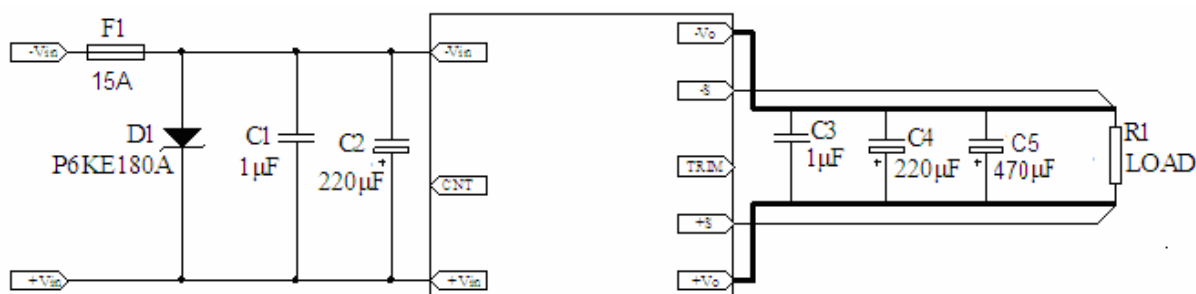 F1
-Vin
15A
D1
P6KE180A
C1
1μF
C2
+
220μF
+Vin
-Vin
CNT
+Vin
-Vo
-S
TRIM
+S
+Vo
C3
1μF
C4
+
220μF
C5
+
470μF
R1
LOAD